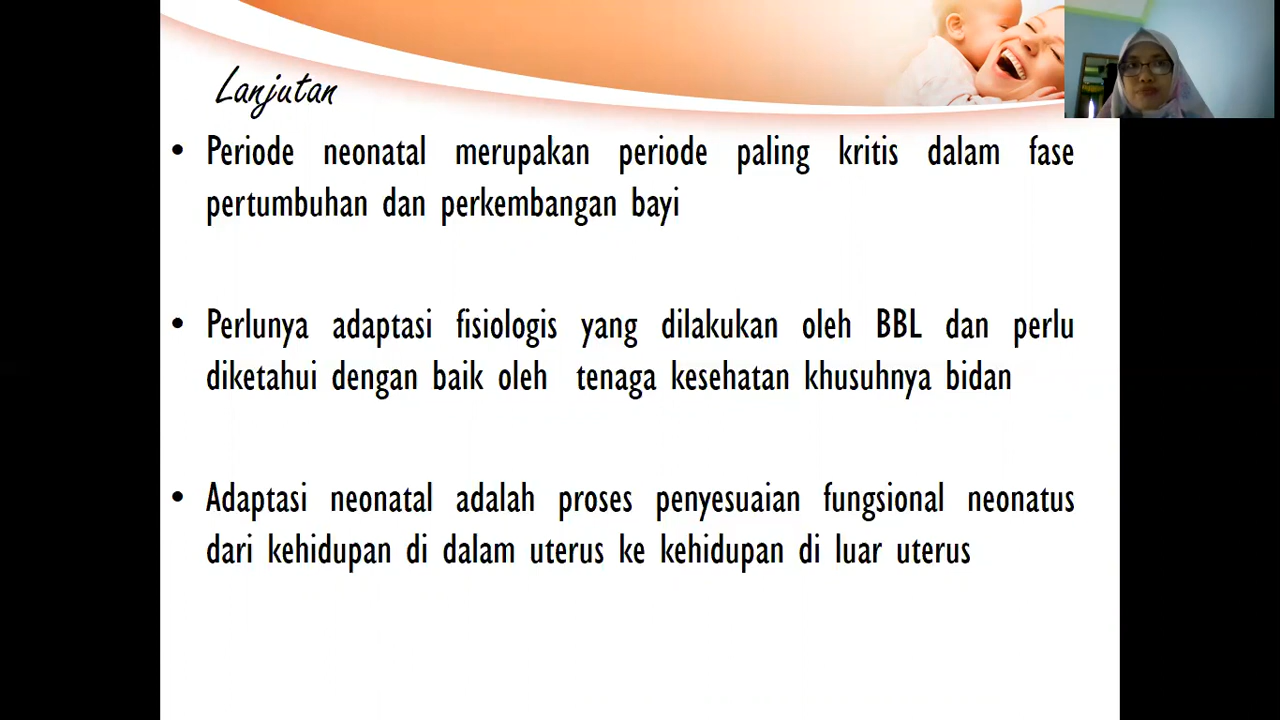 Lanjutan
• Periode neonatal merupakan periode paling kritis dalam fase
pertumbuhan dan perkembangan bayi
• Perlunya adaptasi fisiologis yang dilakukan oleh BBL dan perlu
diketahui dengan baik oleh tenaga kesehatan khusuhnya bidan
• Adaptasi neonatal adalah proses penyesuaian fungsional neonatus
dari kehidupan di dalam uterus ke kehidupan di luar uterus